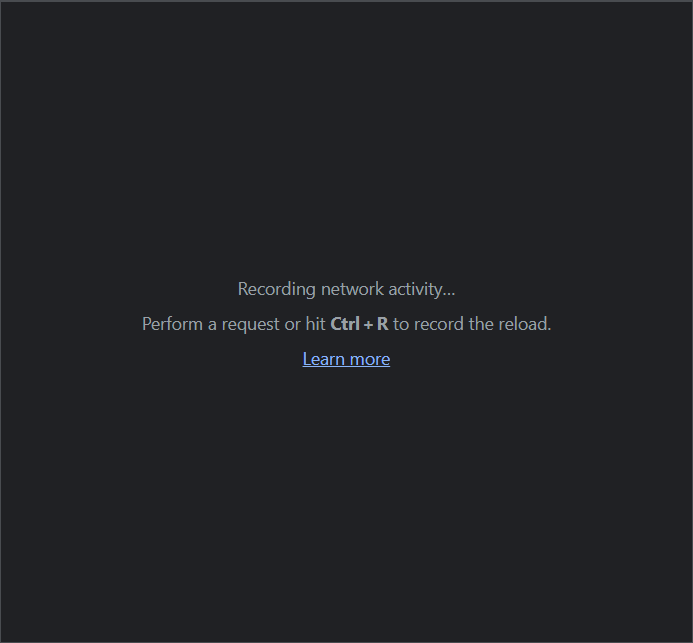 Recording network activity…
Perform a request or hit Ctrl + R to record the reload.
Learn more